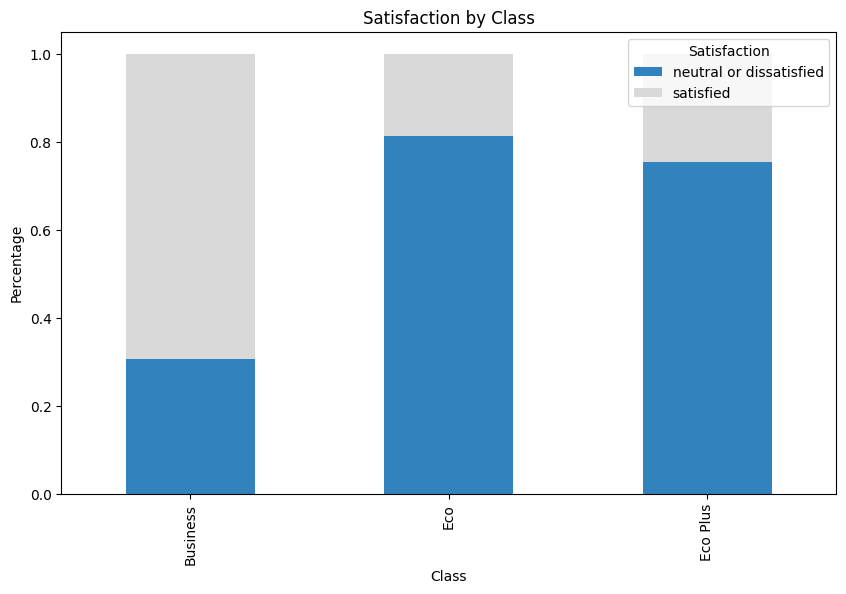 Satisfaction by Class
Satisfaction
neutral or dissatisfied
satisfied
Percentage
1.0
0.8
0.6
0.4
0.2
0.0
Business
Eco
Eco Plus
Class